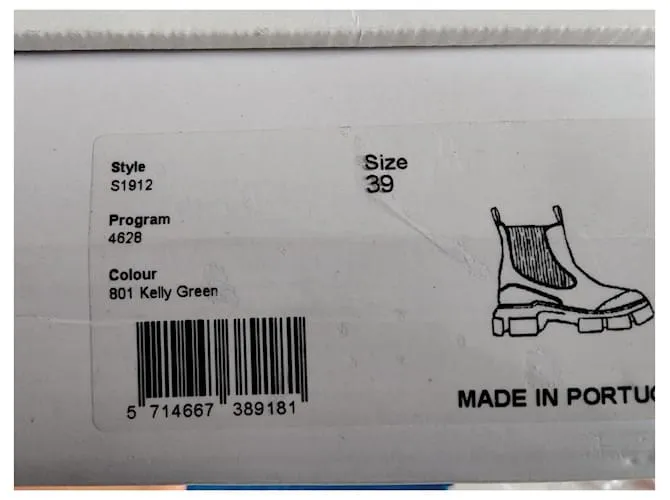 Style
S1912
Size
39
Program
4628
Colour
801 Kelly Green
5 714667 389181
MADE IN PORTU